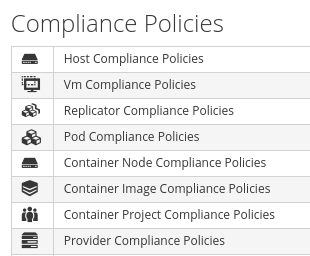 Compliance Policies
Host Compliance Policies
Vm Compliance Policies
Replicator Compliance Policies
Pod Compliance Policies
Container Node Compliance Policies
Container Image Compliance Policies
Container Project Compliance Policies
Provider Compliance Policies